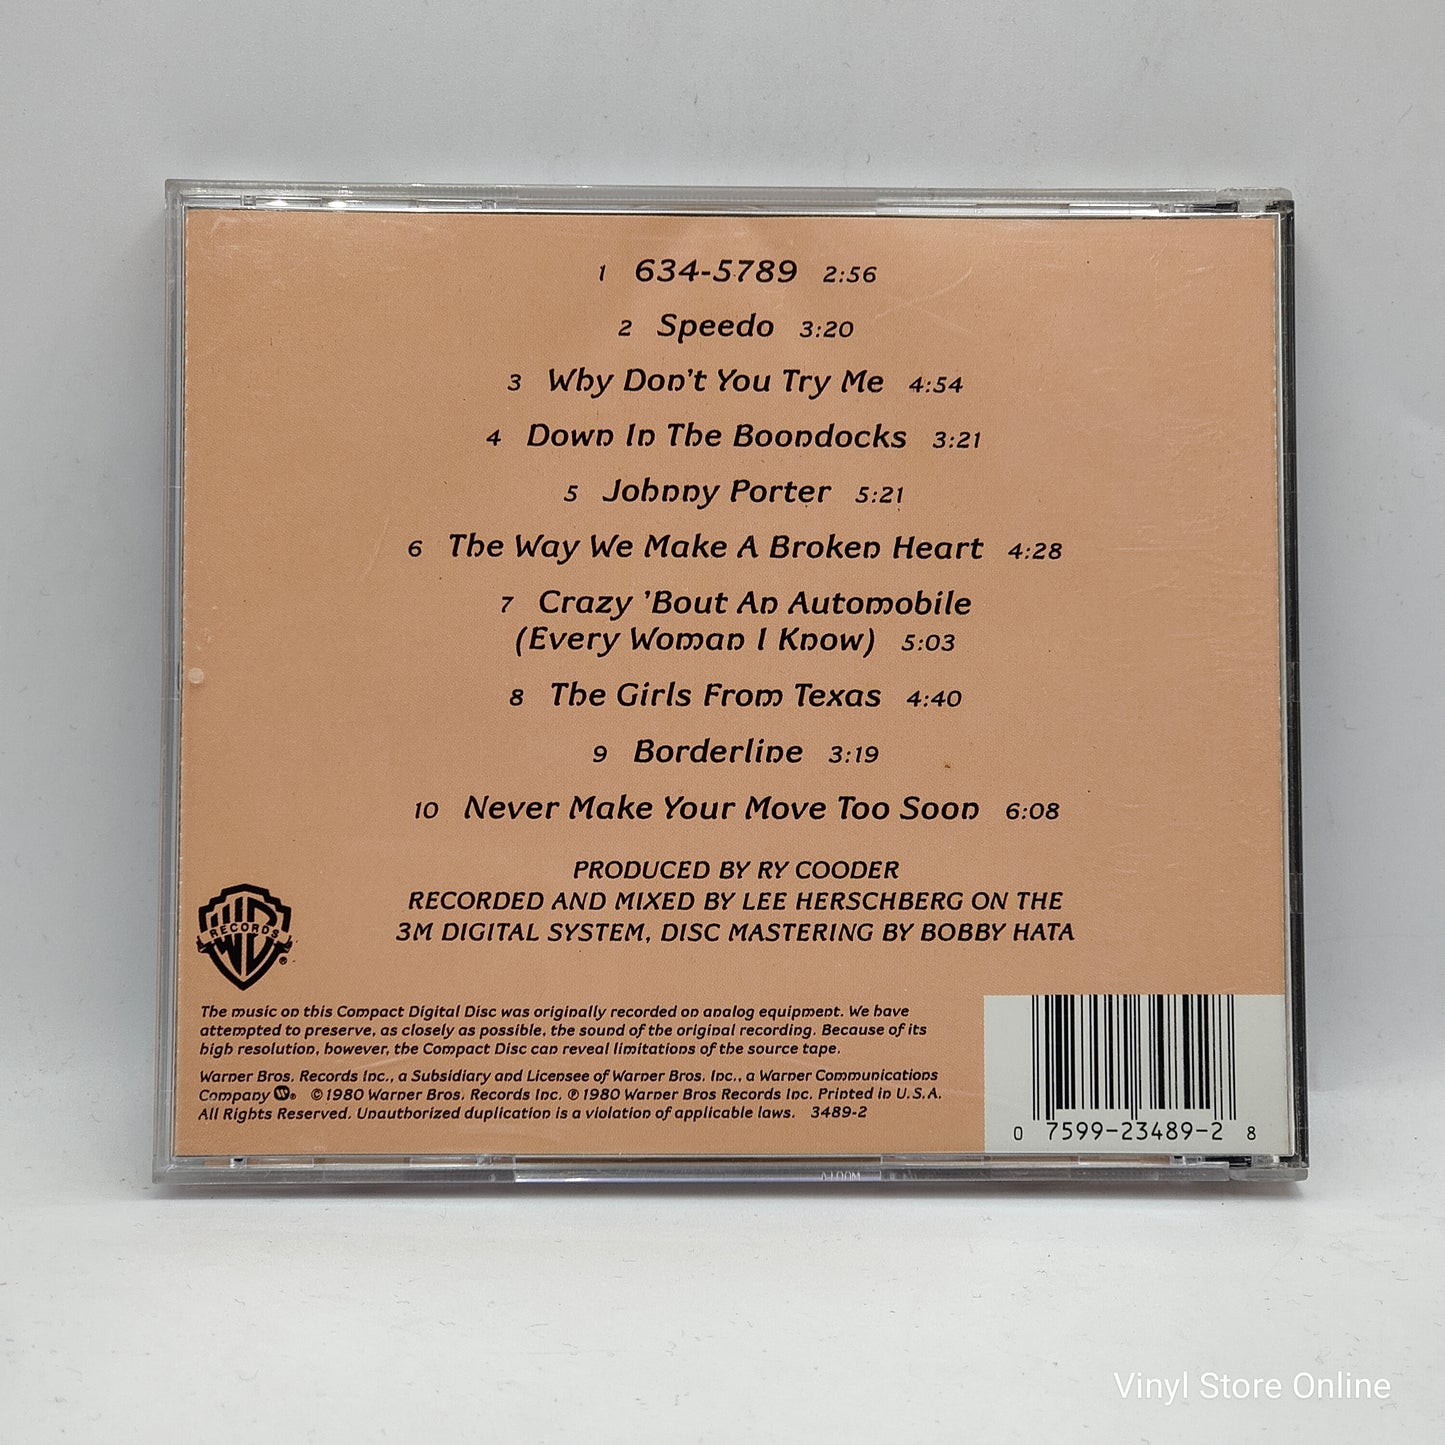 1 634-5789 2:56
2 Speedo 3:20
3 Why Don't You Try Me 4:54
4 Down In The Boondocks 3:21
5 Johnny Porter 5:21
6 The Way We Make A Broken Heart 4:28
7 Crazy 'Bout An Automobile
(Every Woman I Know) 5:03
8 The Girls From Texas 4:40
9 Borderline 3:19
10 Never Make Your Move Too Soon 6:08
PRODUCED BY RY COODER
RECORDED AND MIXED BY LEE HERSCHBERG ON THE
3M DIGITAL SYSTEM, DISC MASTERING BY BOBBY HATA
WB RECORDS ®
The music on this Compact Digital Disc was originally recorded on analog equipment. We have
attempted to preserve, as closely as possible, the sound of the original recording. Because of its
high resolution, however, the Compact Disc can reveal limitations of the source tape.
Warner Bros. Records Inc., a Subsidiary and Licensee of Warner Bros. Inc., a Warner Communications
Company ® ©1980 Warner Bros. Records Inc. ℗1980 Warner Bros Records Inc. Printed in U.S.A.
All Rights Reserved. Unauthorized duplication is a violation of applicable laws. 3489-2
0 7599-23489-2 8
Vinyl Store Online